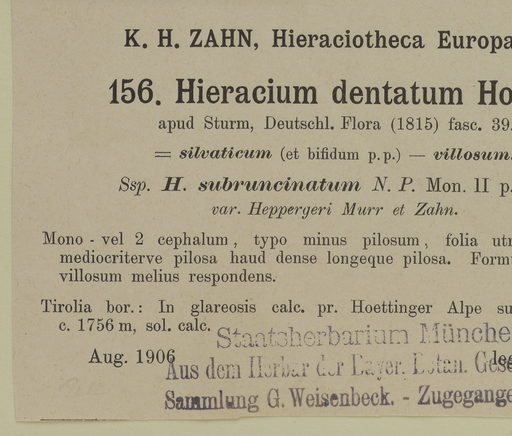 K. H. ZAHN, Hieraciotheca Europa
156. Hieracium dentatum Ho
apud Sturm, Deutschl. Flora (1815) fasc. 39.
= silvaticum (et bifidum p. p.) — villosum.
Ssp. H. subruncinatum N. P. Mon. II p.
var. Heppergeri Murr et Zahn.
Mono - vel 2 cephalum, typo minus pilosum, folia utr
mediocriterve pilosa haud dense longeque pilosa. Form
villosum melius respondens.
Tirolia bor.: In glareosis calc. pr. Hoettinger Alpe su
c. 1756 m, sol. calc.
Staatsherbarium Münche
Aug. 1906 leg
Aus dem Herbar der Bayer. Botan. Gese
Sammlung G. Weisenbeck. - Zugegange